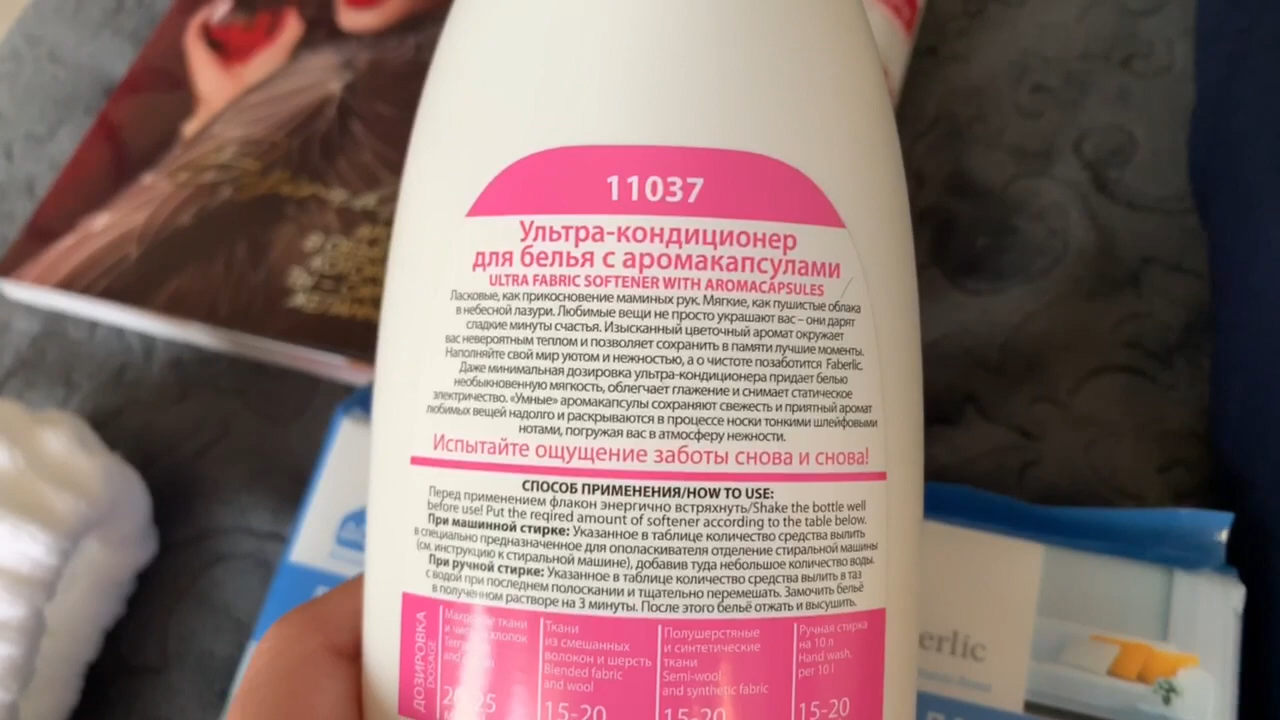 11037
Ультра-кондиционер
для белья с аромакапсулами
ULTRA FABRIC SOFTENER WITH AROMACAPSULES
Ласковые, как прикосновение маминых рук. Мягкие, как пушистые облака
в небесной лазури. Любимые вещи не просто украшают вас – они дарят
сладкие минуты счастья. Изысканный цветочный аромат окружает
вас невероятным теплом и позволяет сохранить в памяти лучшие моменты.
Наполняйте свой мир уютом и нежностью, а о чистоте позаботится Faberlic.
Даже минимальная дозировка ультра-кондиционера придает белью
необыкновенную мягкость, облегчает глажение и снимает статическое
электричество. «Умные» аромакапсулы сохраняют свежесть и приятный аромат
любимых вещей надолго и раскрываются в процессе носки тонкими шлейфовыми
нотами, погружая вас в атмосферу нежности.
Испытайте ощущение заботы снова и снова!
СПОСОБ ПРИМЕНЕНИЯ/HOW TO USE:
Перед применением флакон энергично встряхнуть/Shake the bottle well
before use! Put the reqired amount of softener according to the table below.
При машинной стирке: Указанное в таблице количество средства вылить
в специально предназначенное для ополаскивателя отделение стиральной машины
(см. инструкцию к стиральной машине), добавив туда небольшое количество воды.
При ручной стирке: Указанное в таблице количество средства вылить в таз
с водой при последнем полоскании и тщательно перемешать. Замочить бельё
в полученном растворе на 3 минуты. После этого бельё отжать и высушить.
ДОЗИРОВКА
DOSAGE
ткани
и хлопок
and
25
Ткани
из смешанных
волокон и шерсть
Blended fabric
and wool
15-20
Полушерстяные
и синтетические
ткани
Semi-wool
and synthetic fabric
15-20
Ручная стирка
на 10 л
Hand wash,
per 10 l
15-20
erlic